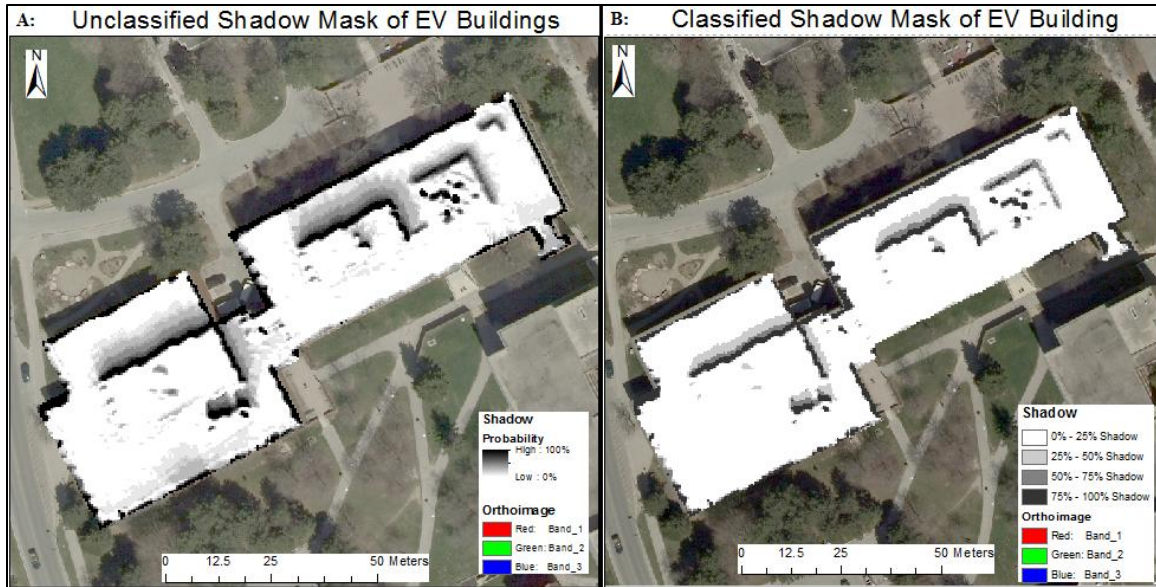 A: Unclassified Shadow Mask of EV Buildings
N
Shadow
Probability
High : 100%
Low : 0%
Orthoimage
Red: Band_1
Green: Band_2
Blue: Band_3
0 12.5 25 50 Meters
B: Classified Shadow Mask of EV Building
N
Shadow
0% - 25% Shadow
25% - 50% Shadow
50% - 75% Shadow
75% - 100% Shadow
Orthoimage
Red: Band_1
Green: Band_2
Blue: Band_3
0 12.5 25 50 Meters